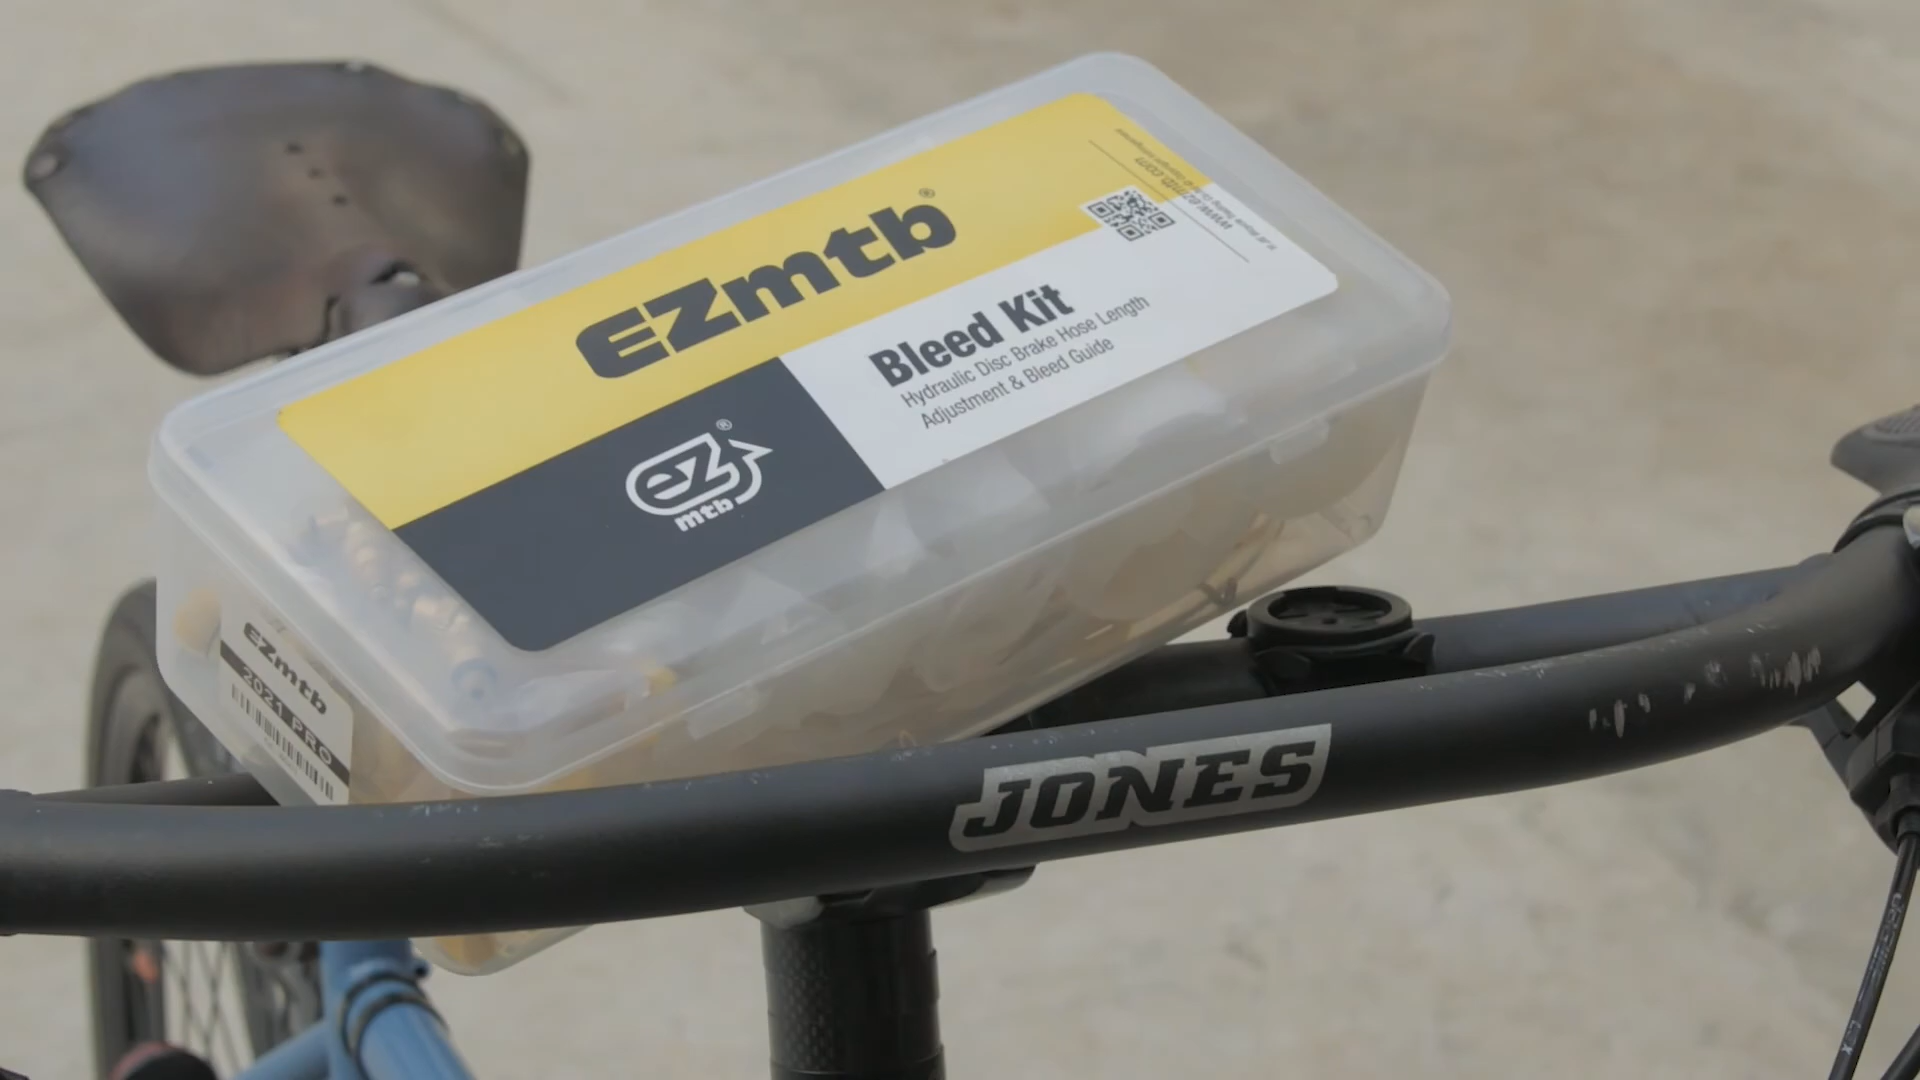 EZmtb®
Bleed Kit
Hydraulic Disc Brake Hose Length
Adjustment & Bleed Guide
ez®
mtb
EZmtb
2021 PRO
JONES